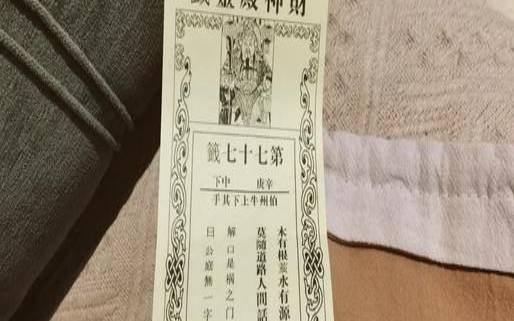 財神殿靈籤
第七十七籤
辛庚 中下
伯州牛上下其手
木有根荄水有源
莫隨道路人閒話
解口是禍之門
曰公庭無一字